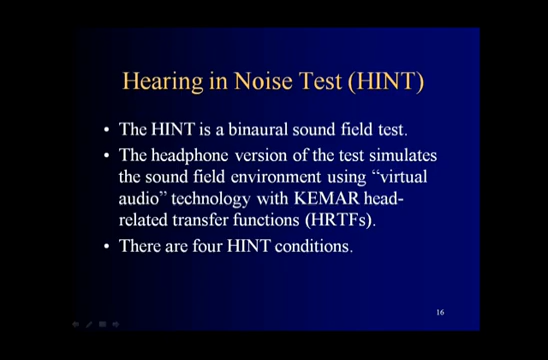 Hearing in Noise Test (HINT)
• The HINT is a binaural sound field test.
• The headphone version of the test simulates
the sound field environment using “virtual
audio” technology with KEMAR head-
related transfer functions (HRTFs).
• There are four HINT conditions.
16